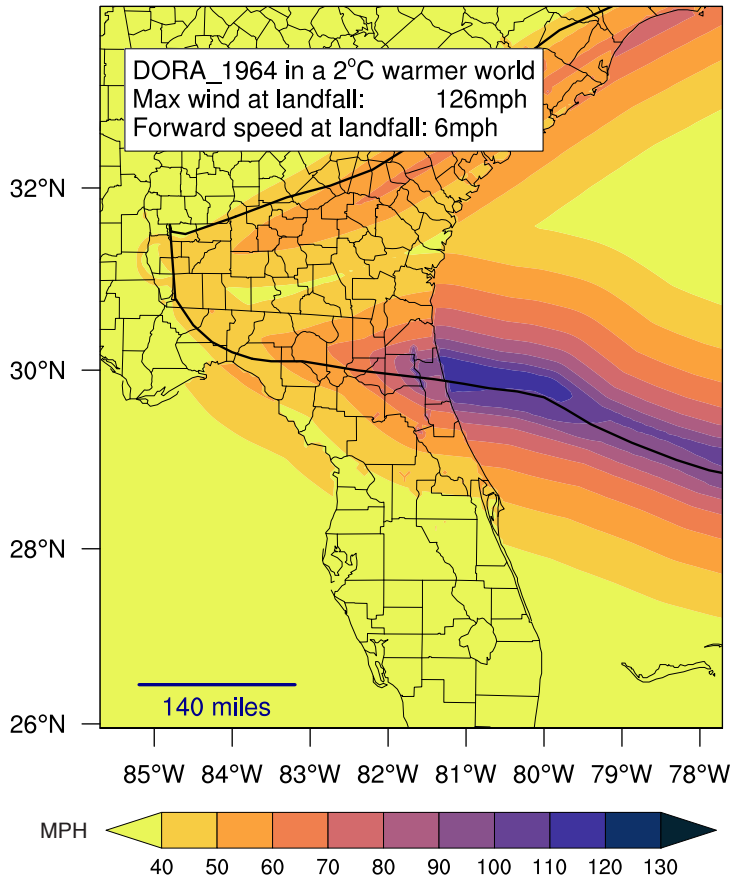 DORA_1964 in a 2°C warmer world
Max wind at landfall: 126mph
Forward speed at landfall: 6mph
32°N
30°N
28°N
26°N
140 miles
85°W 84°W 83°W 82°W 81°W 80°W 79°W 78°W
MPH
40 50 60 70 80 90 100 110 120 130